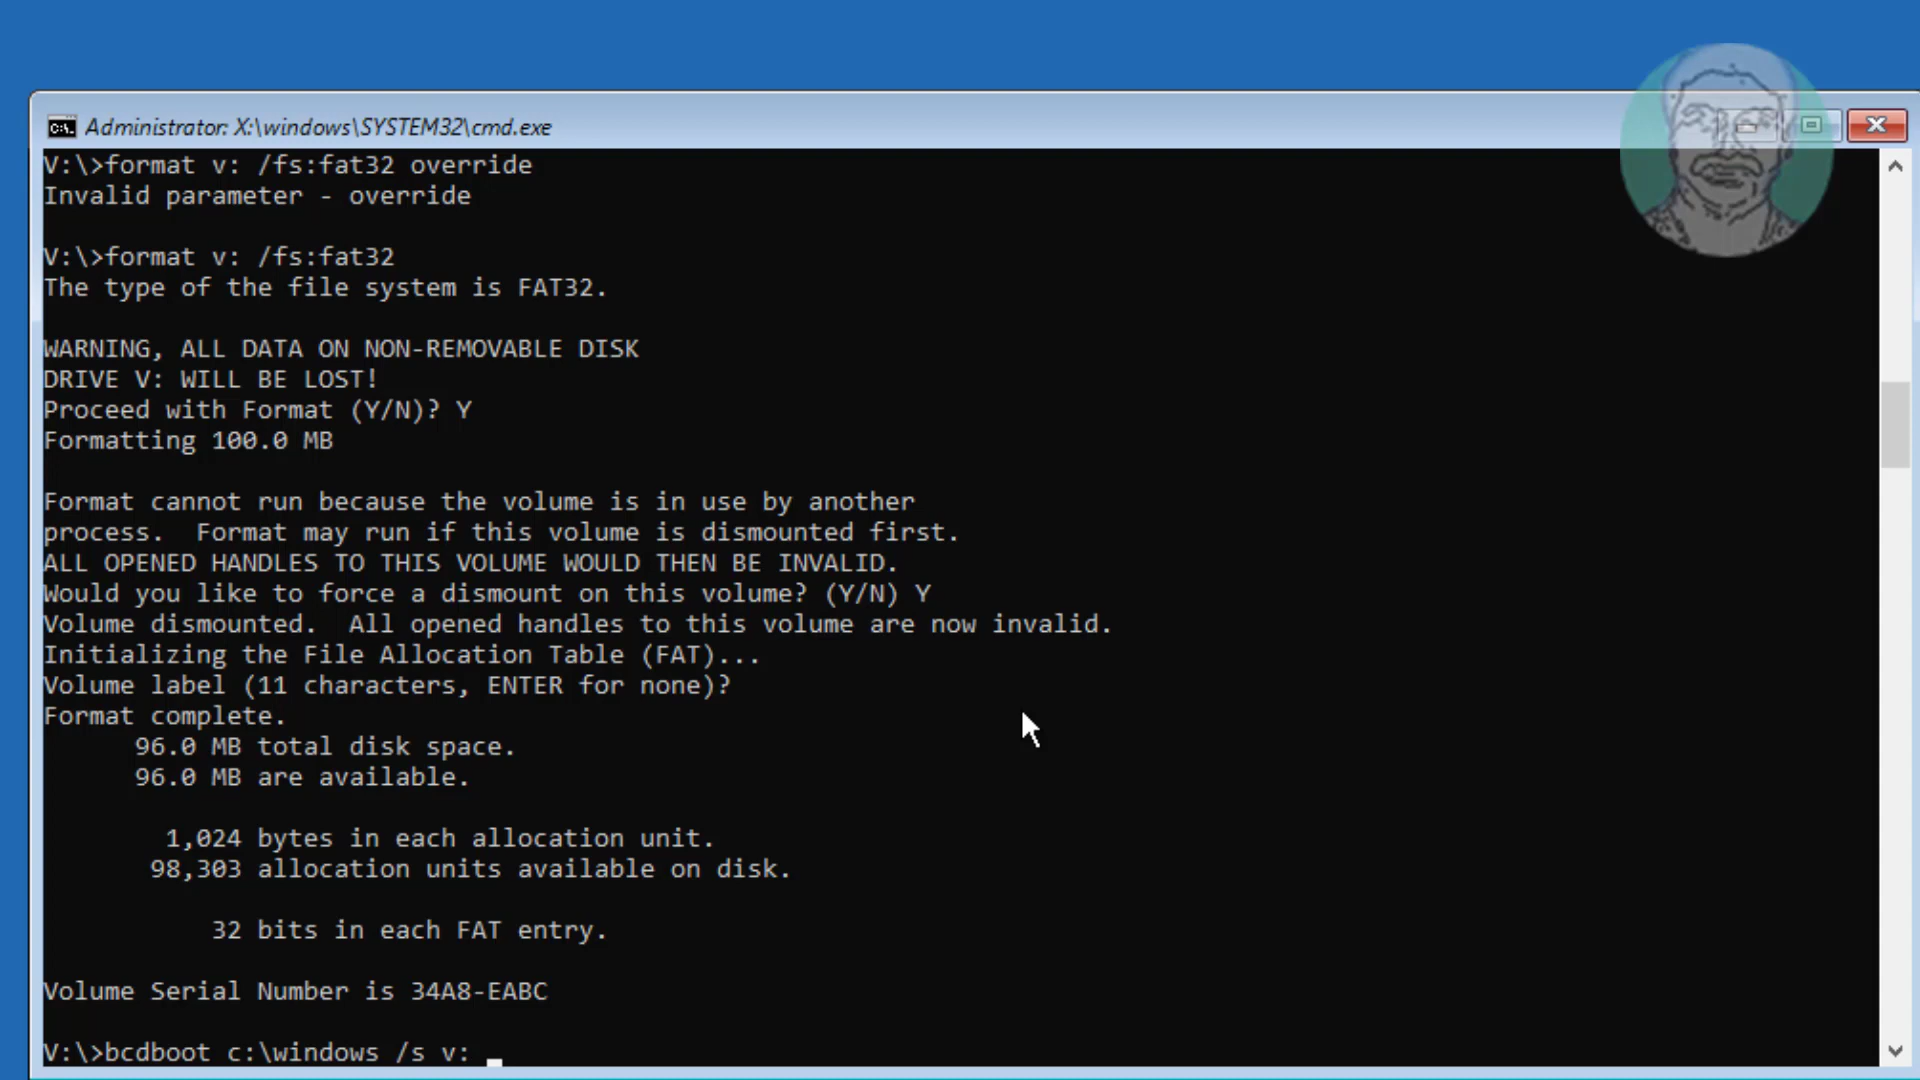 Administrator: X:\windows\SYSTEM32\cmd.exe
V:\>format v: /fs:fat32 override
Invalid parameter - override
V:\>format v: /fs:fat32
The type of the file system is FAT32.
WARNING, ALL DATA ON NON-REMOVABLE DISK
DRIVE V: WILL BE LOST!
Proceed with Format (Y/N)? Y
Formatting 100.0 MB
Format cannot run because the volume is in use by another
process.  Format may run if this volume is dismounted first.
ALL OPENED HANDLES TO THIS VOLUME WOULD THEN BE INVALID.
Would you like to force a dismount on this volume? (Y/N) Y
Volume dismounted.  All opened handles to this volume are now invalid.
Initializing the File Allocation Table (FAT)...
Volume label (11 characters, ENTER for none)?
Format complete.
96.0 MB total disk space.
96.0 MB are available.
1,024 bytes in each allocation unit.
98,303 allocation units available on disk.
32 bits in each FAT entry.
Volume Serial Number is 34A8-EABC
V:\>bcdboot c:\windows /s v: